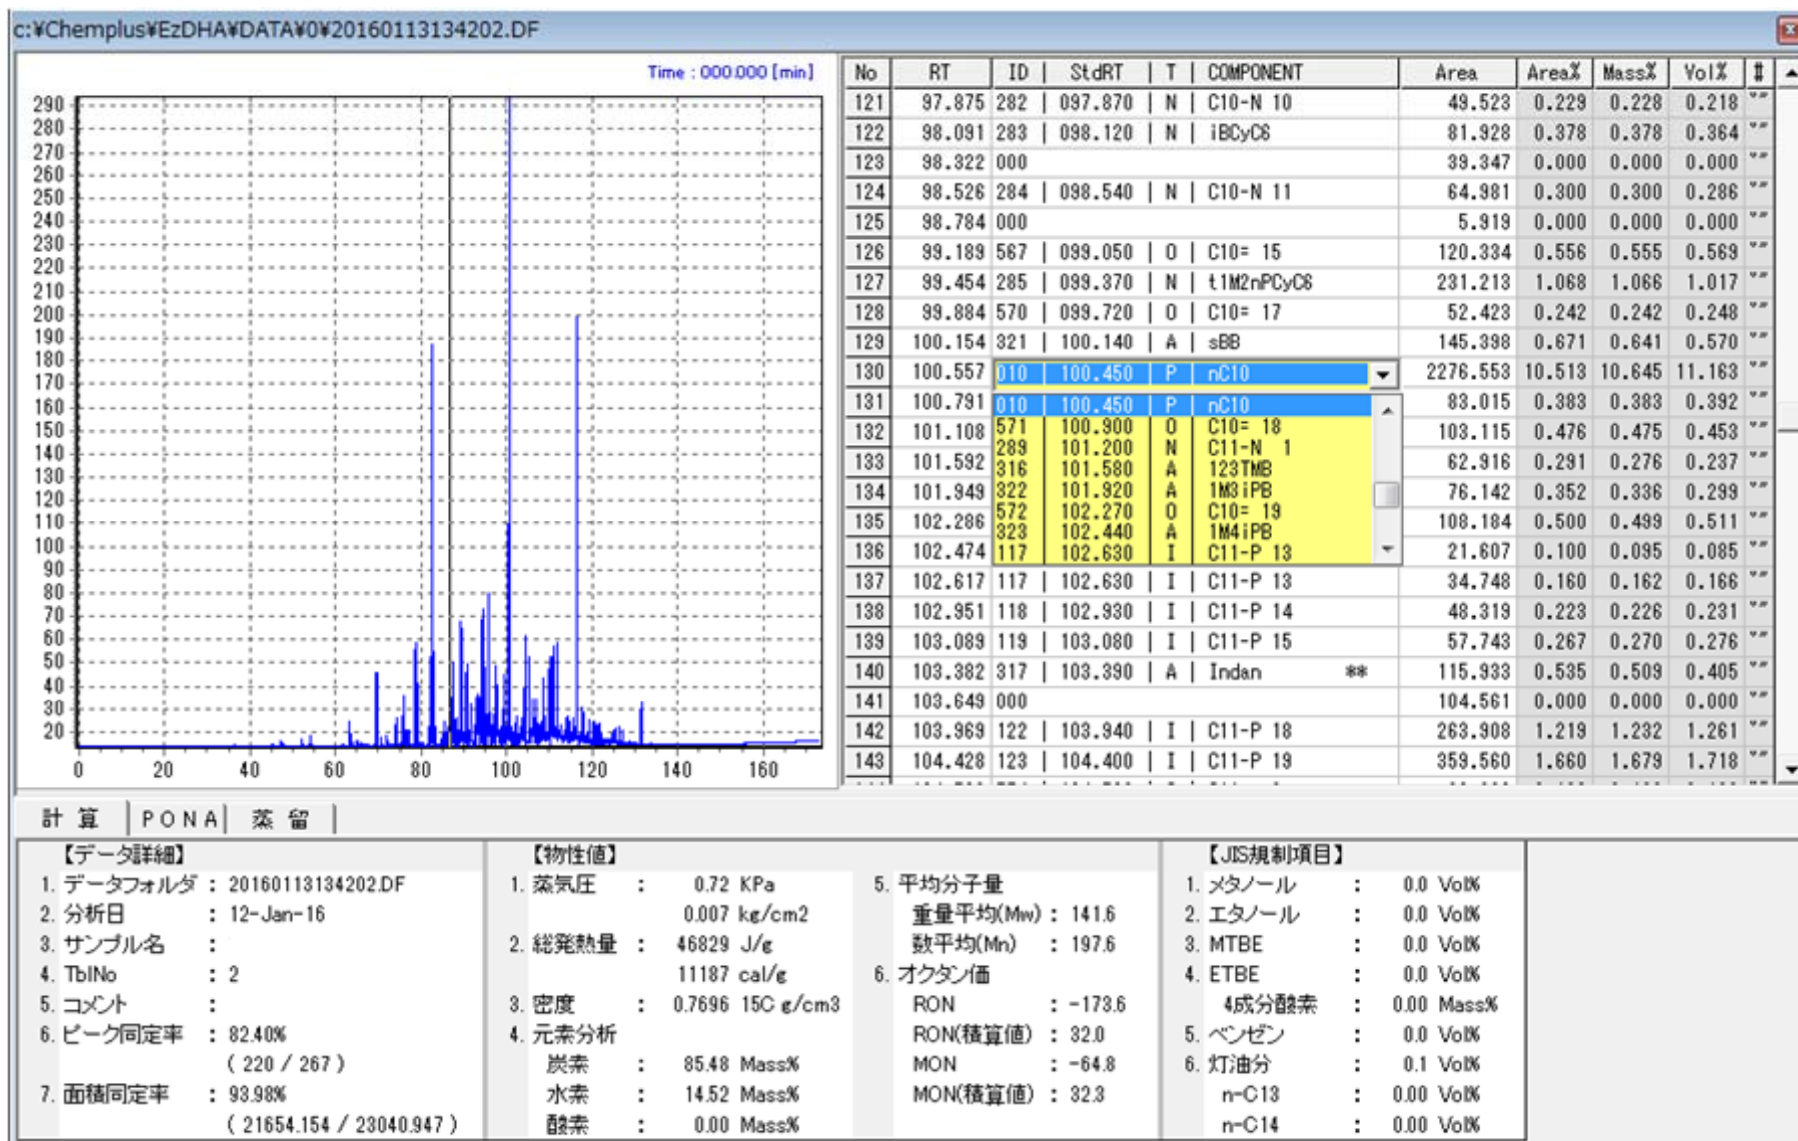 c:¥Chemplus¥EzDHA¥DATA¥0¥20160113134202.DF
Time : 000.000 [min]
290
280
270
260
250
240
230
220
210
200
190
180
170
160
150
140
130
120
110
100
90
80
70
60
50
40
30
20
0 20 40 60 80 100 120 140 160
No RT ID | StdRT | T | COMPONENT Area Area% Mass% Vol% #
121 97.875 282 | 097.870 | N | C10-N 10 49.523 0.229 0.228 0.218 ""
122 98.091 283 | 098.120 | N | iBCyC6 81.928 0.378 0.378 0.364 ""
123 98.322 000 39.347 0.000 0.000 0.000 ""
124 98.526 284 | 098.540 | N | C10-N 11 64.981 0.300 0.300 0.286 ""
125 98.784 000 5.919 0.000 0.000 0.000 ""
126 99.189 567 | 099.050 | O | C10= 15 120.334 0.556 0.555 0.569 ""
127 99.454 285 | 099.370 | N | t1M2nPCyC6 231.213 1.068 1.066 1.017 ""
128 99.884 570 | 099.720 | O | C10= 17 52.423 0.242 0.242 0.248 ""
129 100.154 321 | 100.140 | A | sBB 145.398 0.671 0.641 0.570 ""
130 100.557 010 | 100.450 | P | nC10 2276.553 10.513 10.645 11.163 ""
131 100.791 83.015 0.383 0.383 0.392 ""
132 101.108 103.115 0.476 0.475 0.453 ""
133 101.592 62.916 0.291 0.276 0.237 ""
134 101.949 76.142 0.352 0.336 0.299 ""
135 102.286 108.184 0.500 0.499 0.511 ""
136 102.474 21.607 0.100 0.095 0.085 ""
010 | 100.450 | P | nC10
571 | 100.900 | O | C10= 18
289 | 101.200 | N | C11-N 1
316 | 101.580 | A | 123TMB
322 | 101.920 | A | 1M3iPB
572 | 102.270 | O | C10= 19
323 | 102.440 | A | 1M4iPB
117 | 102.630 | I | C11-P 13
137 102.617 117 | 102.630 | I | C11-P 13 34.748 0.160 0.162 0.166 ""
138 102.951 118 | 102.930 | I | C11-P 14 48.319 0.223 0.226 0.231 ""
139 103.089 119 | 103.080 | I | C11-P 15 57.743 0.267 0.270 0.276 ""
140 103.382 317 | 103.390 | A | Indan ** 115.933 0.535 0.509 0.405 ""
141 103.649 000 104.561 0.000 0.000 0.000 ""
142 103.969 122 | 103.940 | I | C11-P 18 263.908 1.219 1.232 1.261 ""
143 104.428 123 | 104.400 | I | C11-P 19 359.560 1.660 1.679 1.718 ""
計 算 PONA 蒸 留
【データ詳細】
1. データフォルダ : 20160113134202.DF
2. 分析日 : 12-Jan-16
3. サンプル名 :
4. TblNo : 2
5. コメント :
6. ピーク同定率 : 82.40%
( 220 / 267 )
7. 面積同定率 : 93.98%
( 21654.154 / 23040.947 )
【物性値】
1. 蒸気圧 : 0.72 KPa
0.007 kg/cm2
2. 総発熱量 : 46829 J/g
11187 cal/g
3. 密度 : 0.7696 15C g/cm3
4. 元素分析
炭素 : 85.48 Mass%
水素 : 14.52 Mass%
酸素 : 0.00 Mass%
5. 平均分子量
重量平均(Mw) : 141.6
数平均(Mn) : 197.6
6. オクタン価
RON : -173.6
RON(積算値) : 32.0
MON : -64.8
MON(積算値) : 32.3
【JIS規制項目】
1. メタノール : 0.0 Vol%
2. エタノール : 0.0 Vol%
3. MTBE : 0.0 Vol%
4. ETBE : 0.0 Vol%
4成分酸素 : 0.00 Mass%
5. ベンゼン : 0.0 Vol%
6. 灯油分 : 0.1 Vol%
n-C13 : 0.00 Vol%
n-C14 : 0.00 Vol%